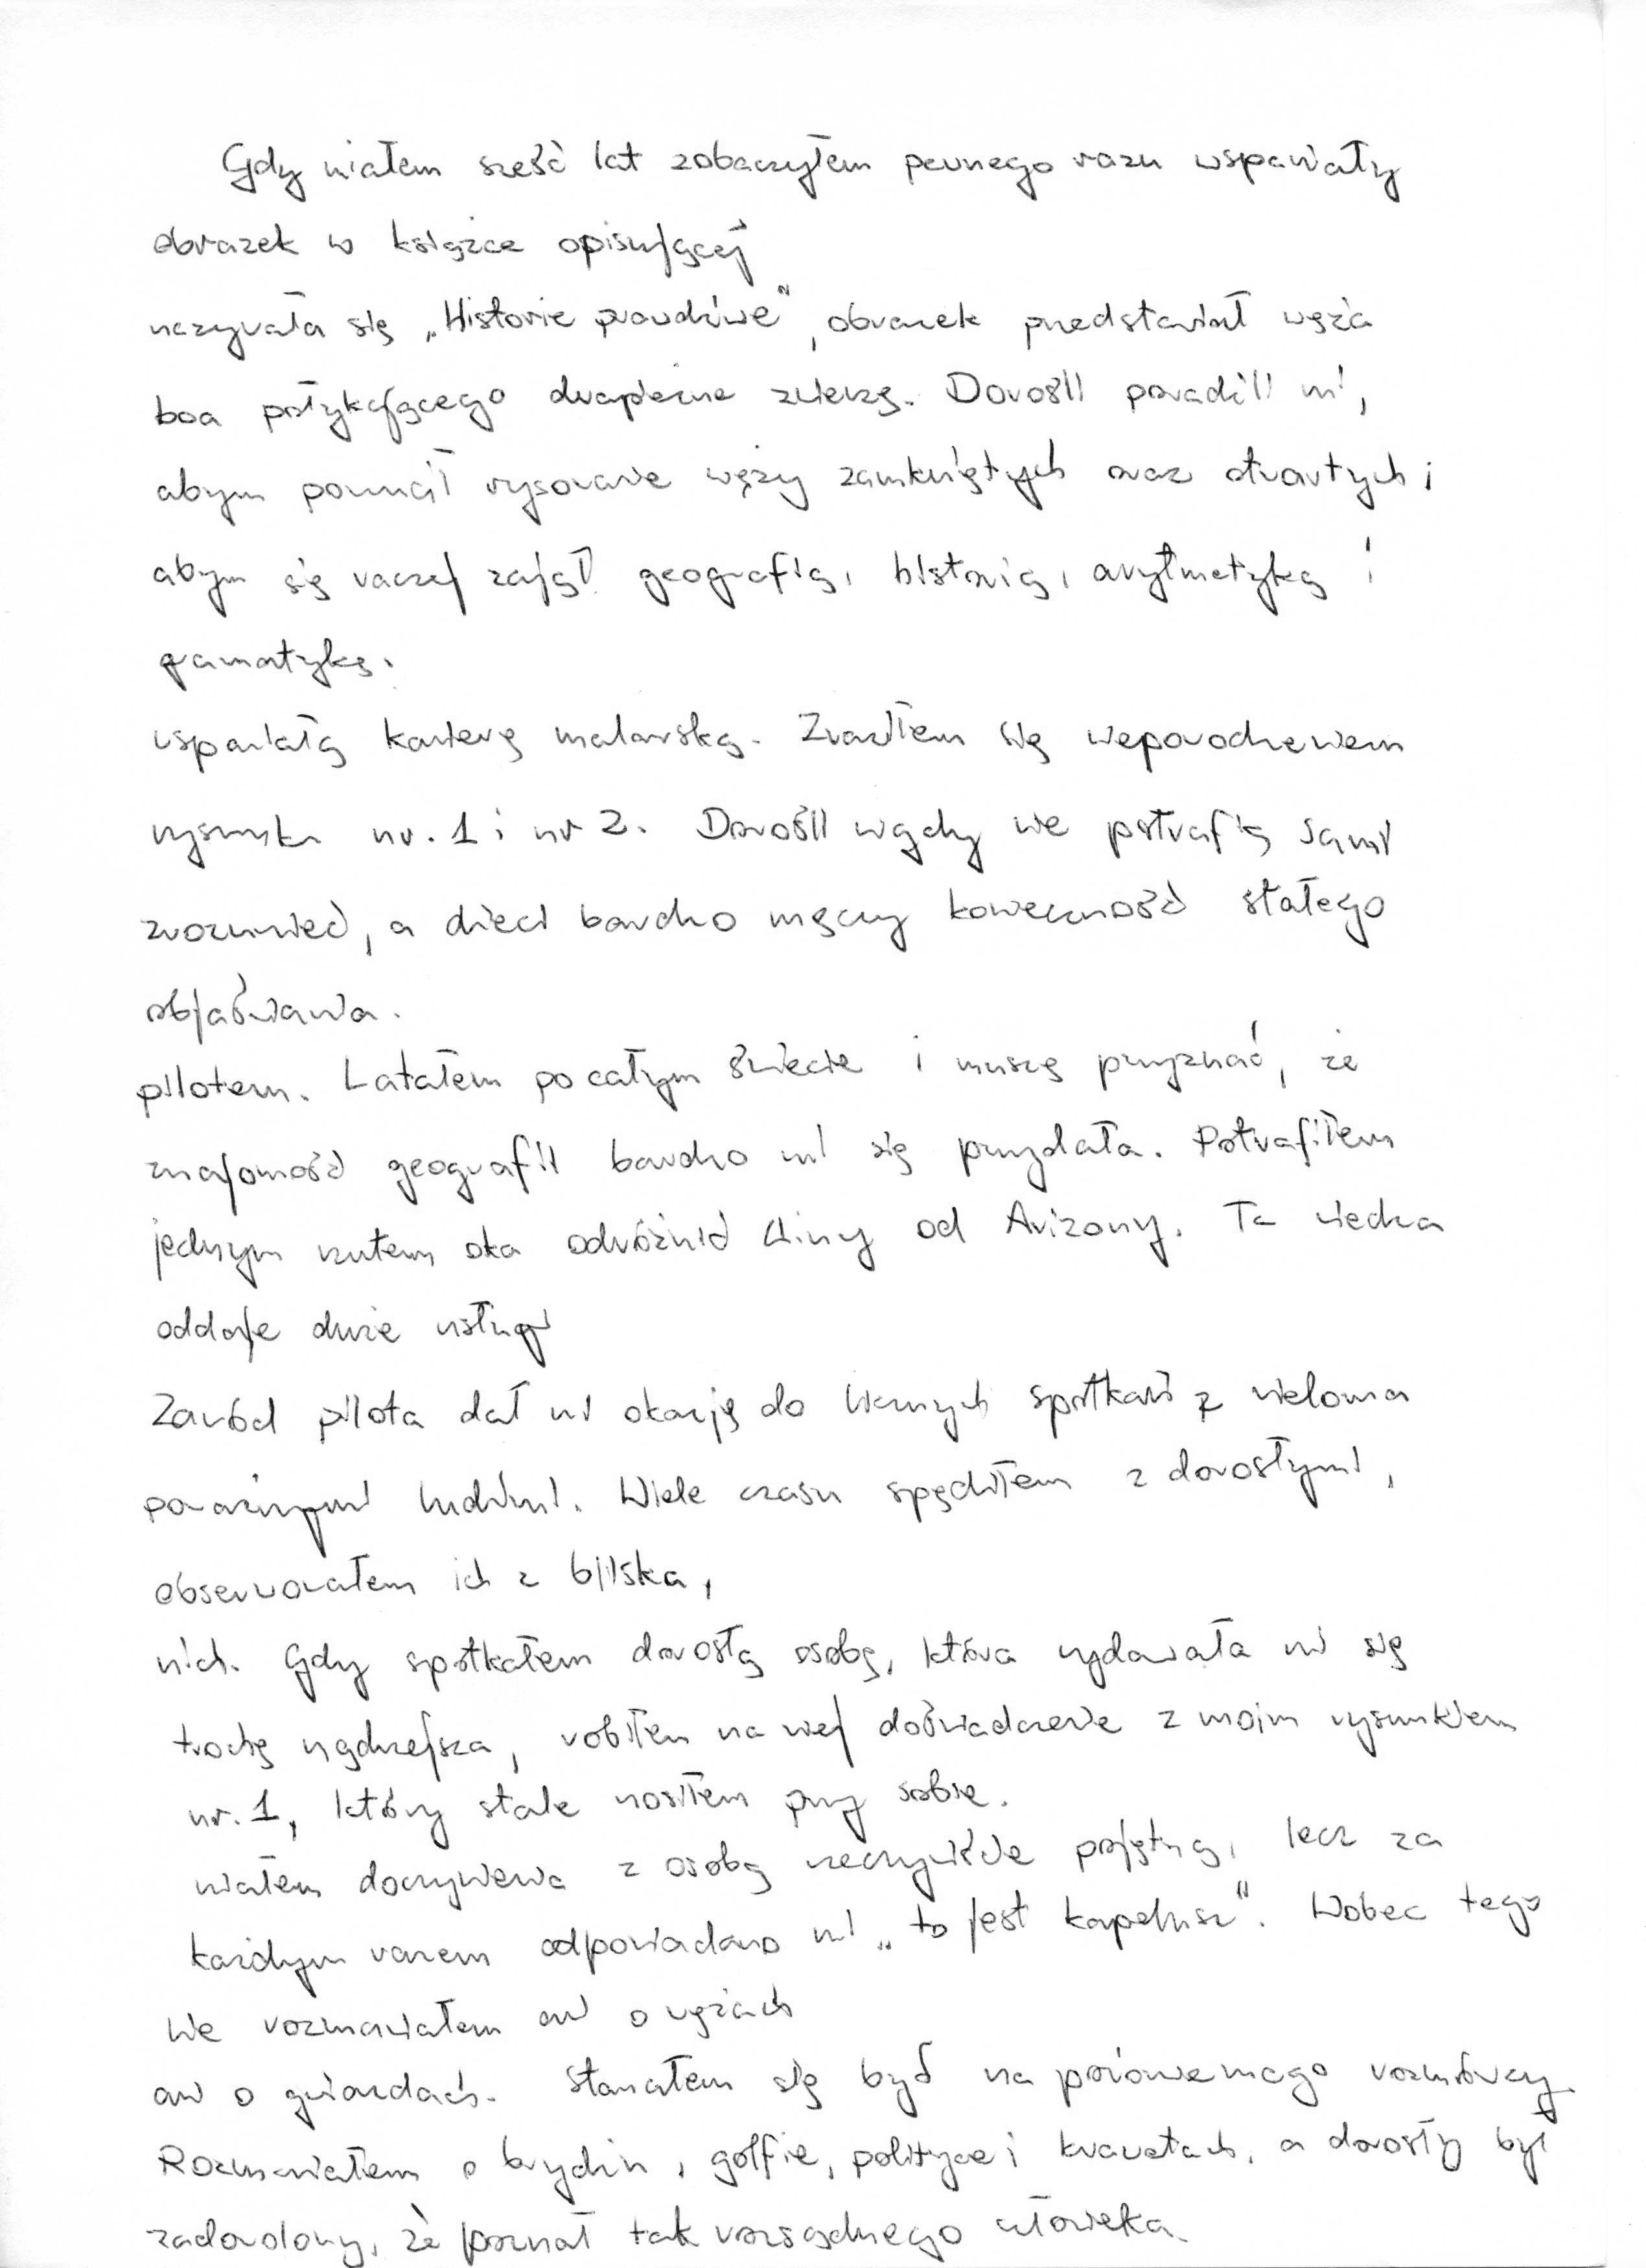 Gdy miałem sześć lat zobaczyłem pewnego razu wspaniały
obrazek w książce opisującej
nazywała się „Historie prawdziwe", obrazek przedstawiał węża
boa połykającego drapieżne zwierzę. Dorośli poradzili mi,
abym porzucił rysowanie węży zamkniętych oraz otwartych i
abym się raczej zajął geografią, historią, arytmetyką i
gramatyką.
wspaniałą karierę malarską. Zraziłem się niepowodzeniem
rysunku nr. 1 i nr 2. Dorośli nigdy nie potrafią sami
zrozumieć, a dzieci bardzo męczy konieczność stałego
objaśniania.
pilotem. Latałem po całym świecie i muszę przyznać, że
znajomość geografii bardzo mi się przydała. Potrafiłem
jednym rzutem oka odróżnić Chiny od Arizony. Ta wiedza
oddaje duże usługi
Zawód pilota dał mi okazję do licznych spotkań z wieloma
poważnymi ludźmi. Wiele czasu spędziłem z dorosłymi,
obserwowałem ich z bliska,
nich. Gdy spotkałem dorosłą osobę, która wydawała mi się
trochę mądrzejsza, robiłem na niej doświadczenie z moim rysunkiem
nr. 1, który stale nosiłem przy sobie.
miałem do czynienia z osobą rzeczywiście pojętną, lecz za
każdym razem odpowiadano mi „to jest kapelusz". Wobec tego
nie rozmawiałem ani o wężach
ani o gwiazdach. Starałem się być na poziomie mego rozmówcy.
Rozmawiałem o brydżu, golfie, polityce i krawatach, a dorosły był
zadowolony, że poznał tak rozsądnego człowieka.